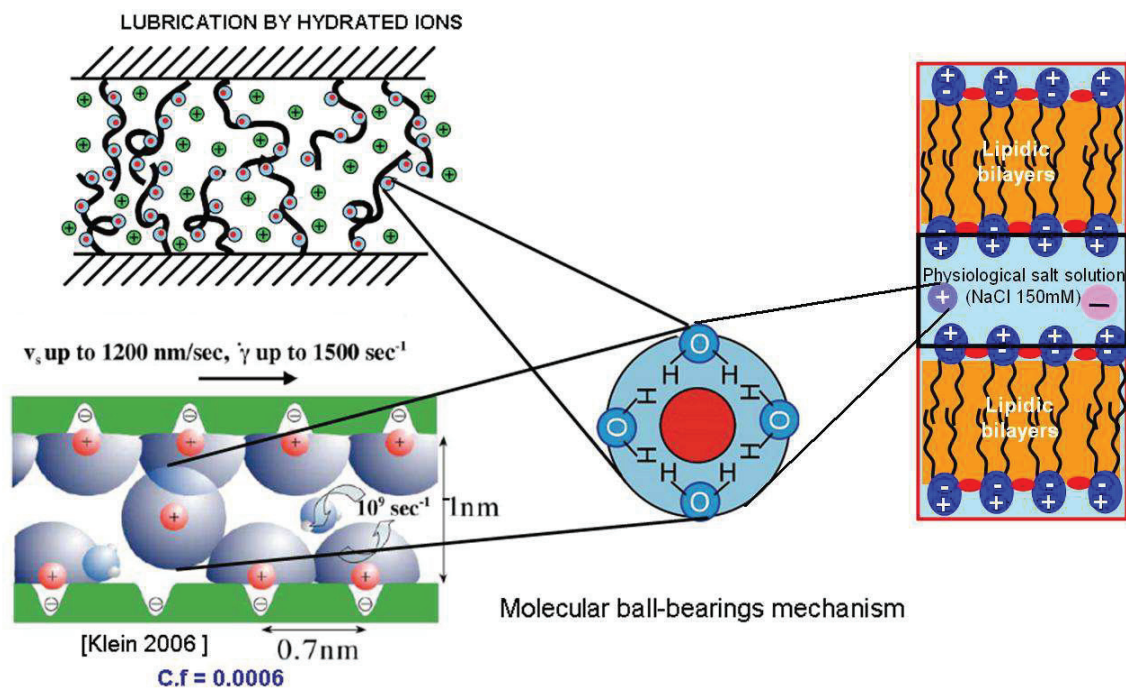 LUBRICATION BY HYDRATED IONS
Lipidic
bilayers
Physiological salt solution
(NaCl 150mM)
Lipidic
bilayers
vs up to 1200 nm/sec, γ̇ up to 1500 sec⁻¹
10⁹ sec⁻¹
1nm
0.7nm
[Klein 2006 ]
C.f = 0.0006
O
H H
O H H O
H H
H H
O
Molecular ball-bearings mechanism